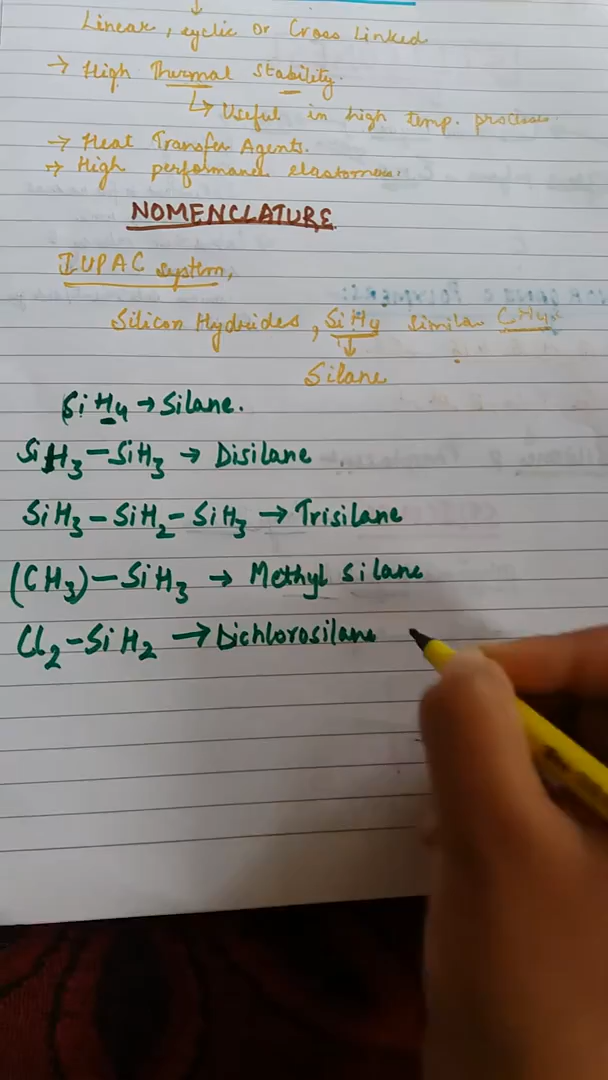 Linear, cyclic or Cross Linked
→ High Thermal Stability.
↳ Useful in high temp. processes.
→ Heat Transfer Agents.
→ High performance elastomers.
NOMENCLATURE
IUPAC system,
Silicon Hydrides, SiH4 similar CH4
Silane
SiH4 → Silane.
SiH3-SiH3 → Disilane
SiH3-SiH2-SiH3 → Trisilane
(CH3)-SiH3 → Methyl silane
Cl2-SiH2 → Dichlorosilane